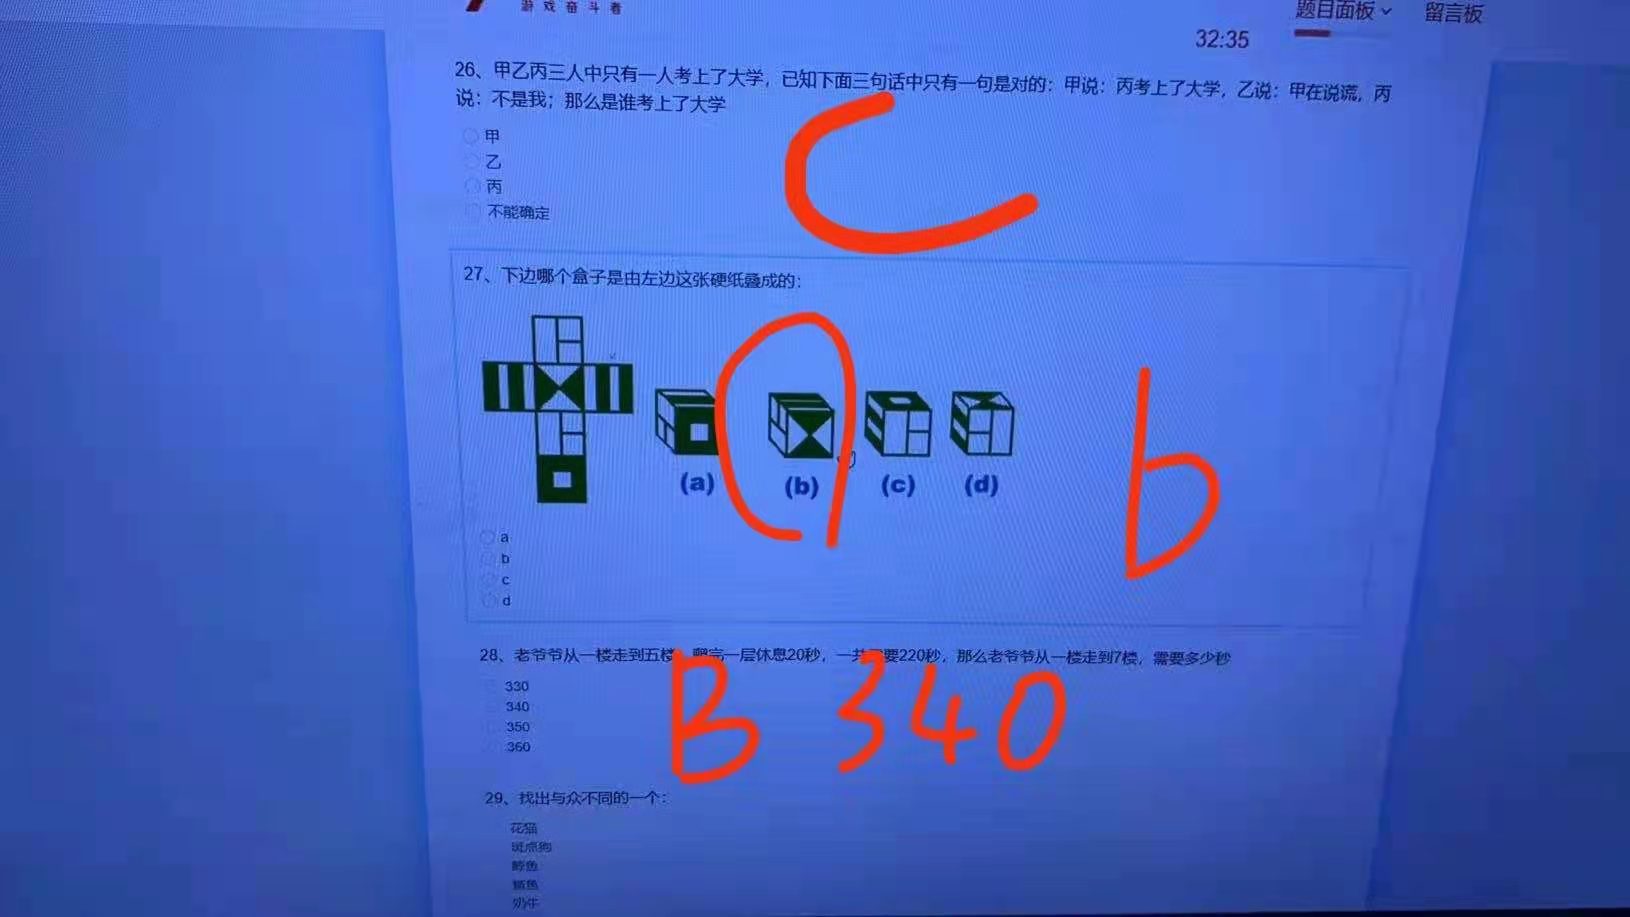 游戏奋斗者
题目面板
留言板
32:35
26、甲乙丙三人中只有一人考上了大学，已知下面三句话中只有一句是对的：甲说：丙考上了大学，乙说：甲在说谎，丙
说：不是我；那么是谁考上了大学
甲
乙
丙
不能确定
C
27、下边哪个盒子是由左边这张硬纸叠成的：
(a)
(b)
(c)
(d)
b
a
b
c
d
28、老爷爷从一楼走到五楼，爬完一层休息20秒，一共需要220秒，那么老爷爷从一楼走到7楼，需要多少秒
330
340
350
360
B 340
29、找出与众不同的一个：
花猫
斑点狗
鲸鱼
奶牛